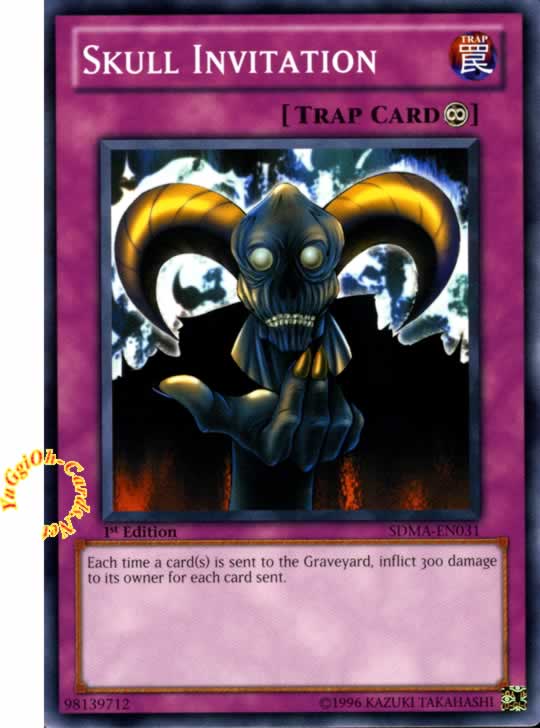 SKULL INVITATION
TRAP
罠
[TRAP CARD∞]
1st Edition
SDMA-EN031
YuGgiOh-Cards.Net
Each time a card(s) is sent to the Graveyard, inflict 300 damage
to its owner for each card sent.
98139712
©1996 KAZUKI TAKAHASHI